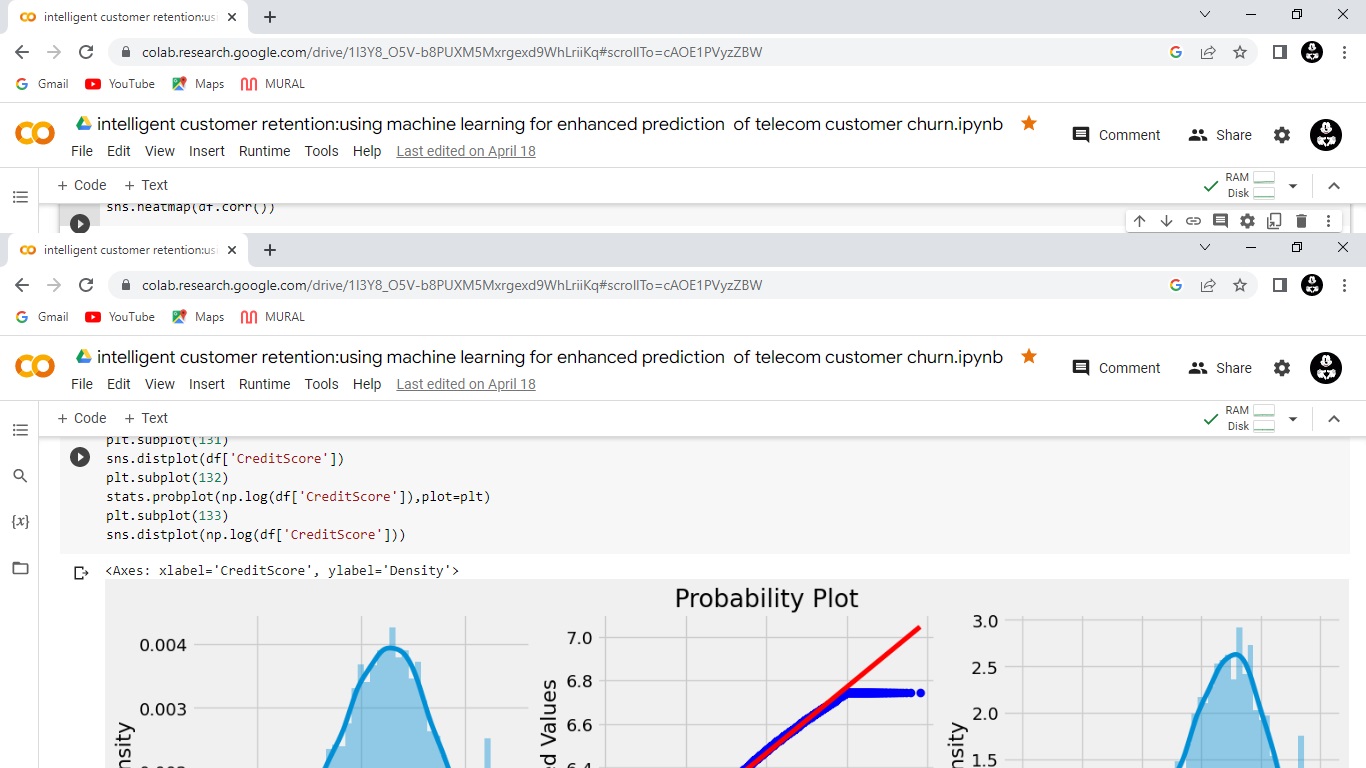 intelligent customer retention:us
colab.research.google.com/drive/1I3Y8_O5V-b8PUXM5Mxrgexd9WhLriiKq#scrollTo=cAOE1PVyzZBW
Gmail YouTube Maps MURAL
intelligent customer retention:using machine learning for enhanced prediction of telecom customer churn.ipynb
Comment Share
File Edit View Insert Runtime Tools Help Last edited on April 18
+ Code + Text
RAM
Disk
sns.heatmap(df.corr())
intelligent customer retention:us
colab.research.google.com/drive/1I3Y8_O5V-b8PUXM5Mxrgexd9WhLriiKq#scrollTo=cAOE1PVyzZBW
Gmail YouTube Maps MURAL
intelligent customer retention:using machine learning for enhanced prediction of telecom customer churn.ipynb
Comment Share
File Edit View Insert Runtime Tools Help Last edited on April 18
+ Code + Text
RAM
Disk
plt.subplot(131)
sns.distplot(df['CreditScore'])
plt.subplot(132)
stats.probplot(np.log(df['CreditScore']),plot=plt)
plt.subplot(133)
sns.distplot(np.log(df['CreditScore']))
{x}
<Axes: xlabel='CreditScore', ylabel='Density'>
Probability Plot
0.004
0.003
nsity
7.0
6.8
6.6
6.4
ed Values
3.0
2.5
2.0
1.5
nsity